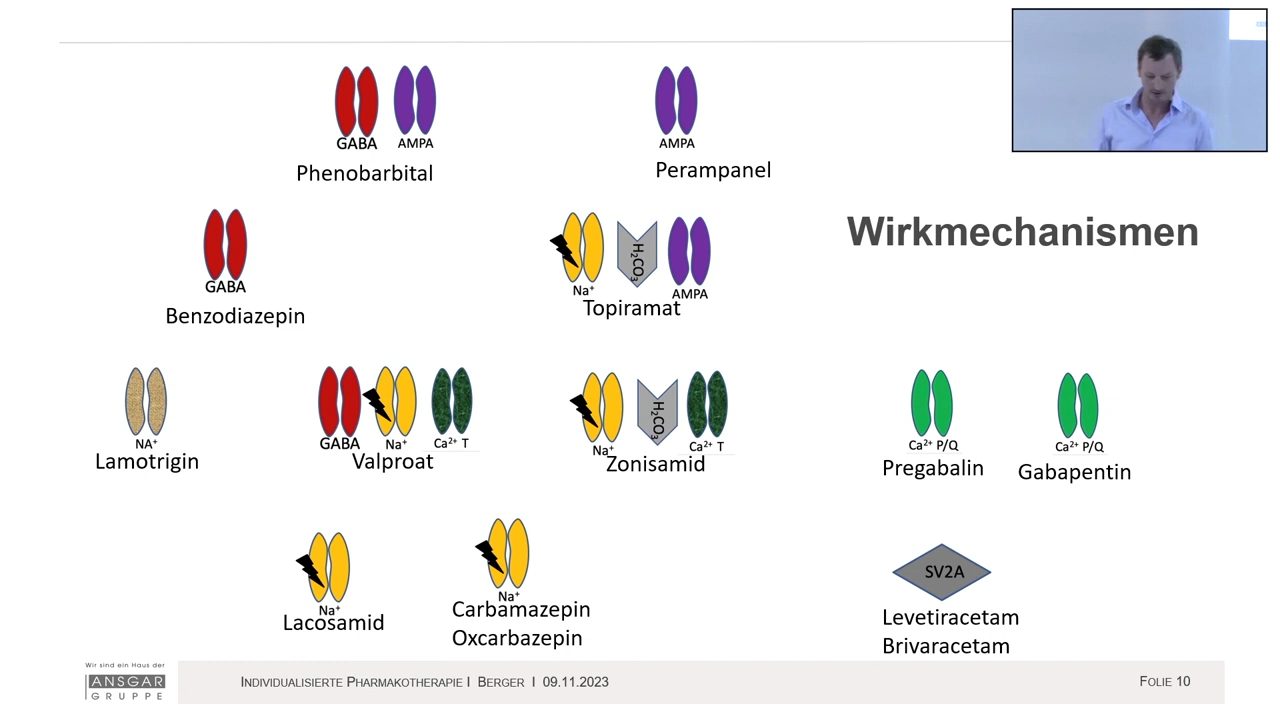 GABA AMPA
Phenobarbital
AMPA
Perampanel
Wirkmechanismen
GABA
Benzodiazepin
Na⁺ H₂CO₃ AMPA
Topiramat
NA⁺
Lamotrigin
GABA Na⁺ Ca²⁺ T
Valproat
Na⁺ H₂CO₃ Ca²⁺ T
Zonisamid
Ca²⁺ P/Q
Pregabalin
Ca²⁺ P/Q
Gabapentin
Na⁺
Lacosamid
Na⁺
Carbamazepin
Oxcarbazepin
SV2A
Levetiracetam
Brivaracetam
Wir sind ein Haus der
ANSGAR
GRUPPE
INDIVIDUALISIERTE PHARMAKOTHERAPIE I BERGER I 09.11.2023
FOLIE 10